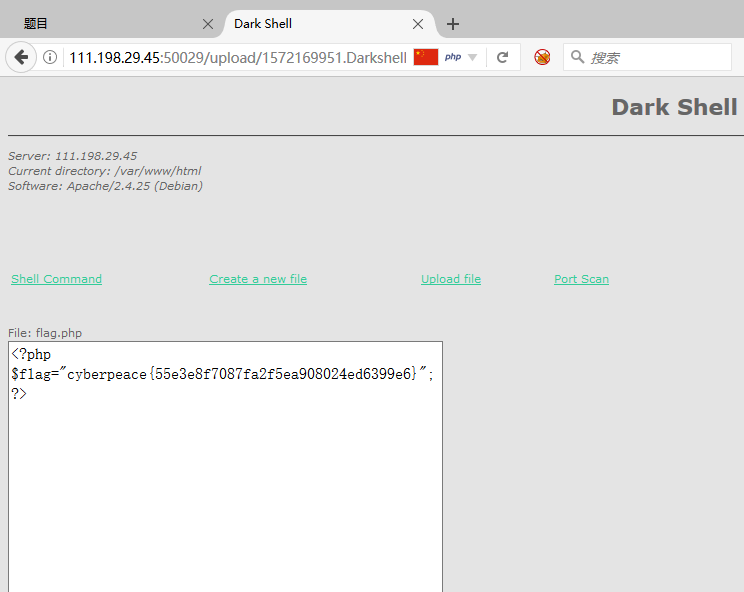 题目
Dark Shell
111.198.29.45:50029/upload/1572169951.Darkshell
php
搜索
Dark Shell
Server: 111.198.29.45
Current directory: /var/www/html
Software: Apache/2.4.25 (Debian)
Shell Command Create a new file Upload file Port Scan
File: flag.php
<?php
$flag="cyberpeace{55e3e8f7087fa2f5ea908024ed6399e6}";
?>